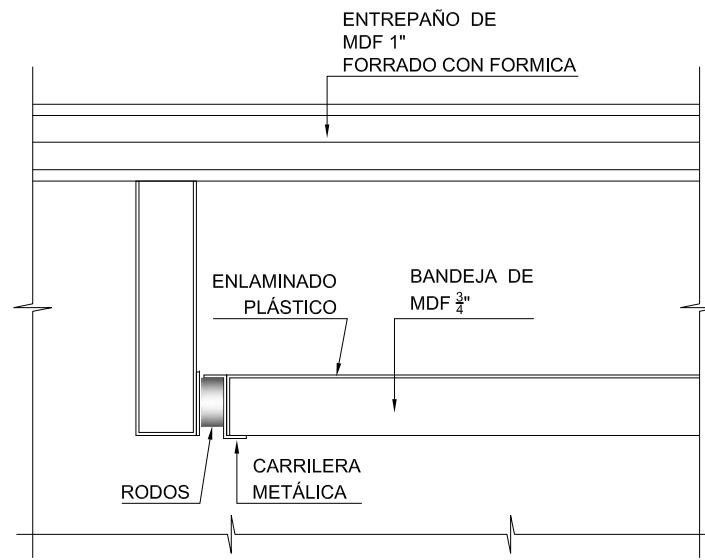 ENTREPAÑO DE
MDF 1"
FORRADO CON FORMICA
ENLAMINADO
PLÁSTICO
BANDEJA DE
MDF 3/4"
RODOS
CARRILERA
METÁLICA